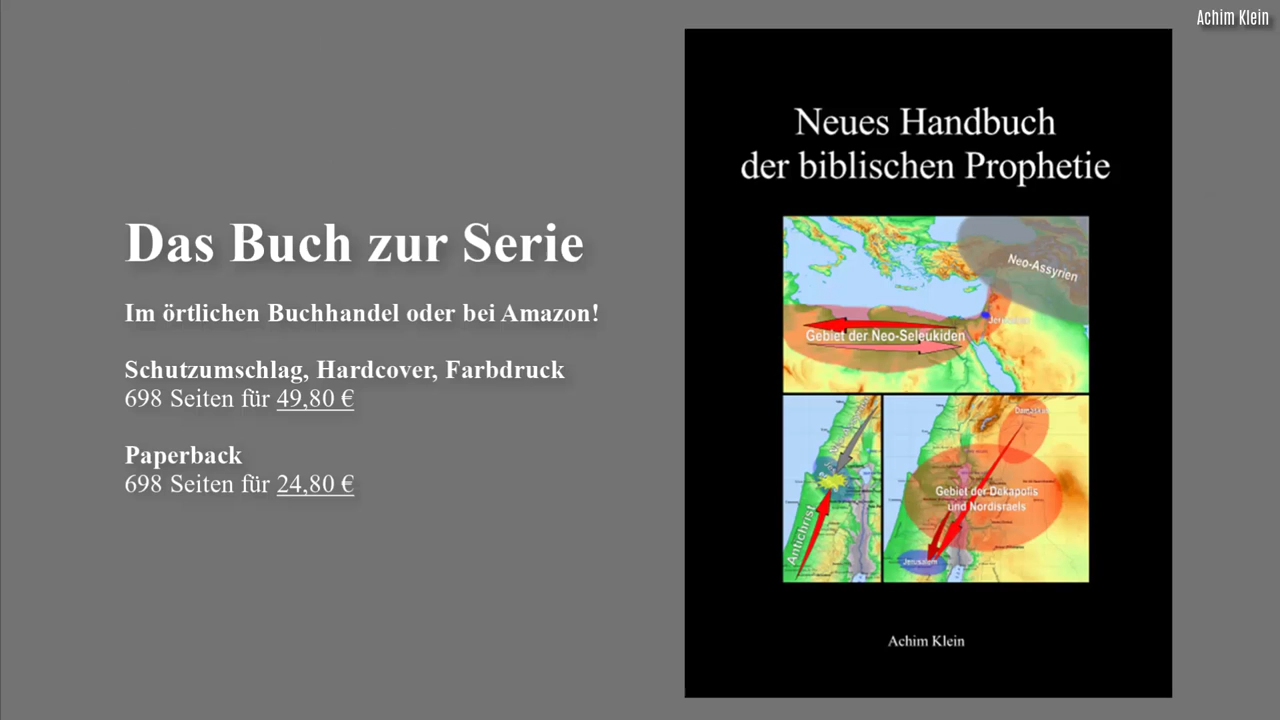 Achim Klein
Das Buch zur Serie
Im örtlichen Buchhandel oder bei Amazon!
Schutzumschlag, Hardcover, Farbdruck
698 Seiten für 49,80 €
Paperback
698 Seiten für 24,80 €
Neues Handbuch
der biblischen Prophetie
Neo-Assyrien
Jerusalem
Gebiet der Neo-Seleukiden
Damaskus
Gebiet der Dekapolis
und Nordisraels
Antichrist
Jerusalem
Achim Klein